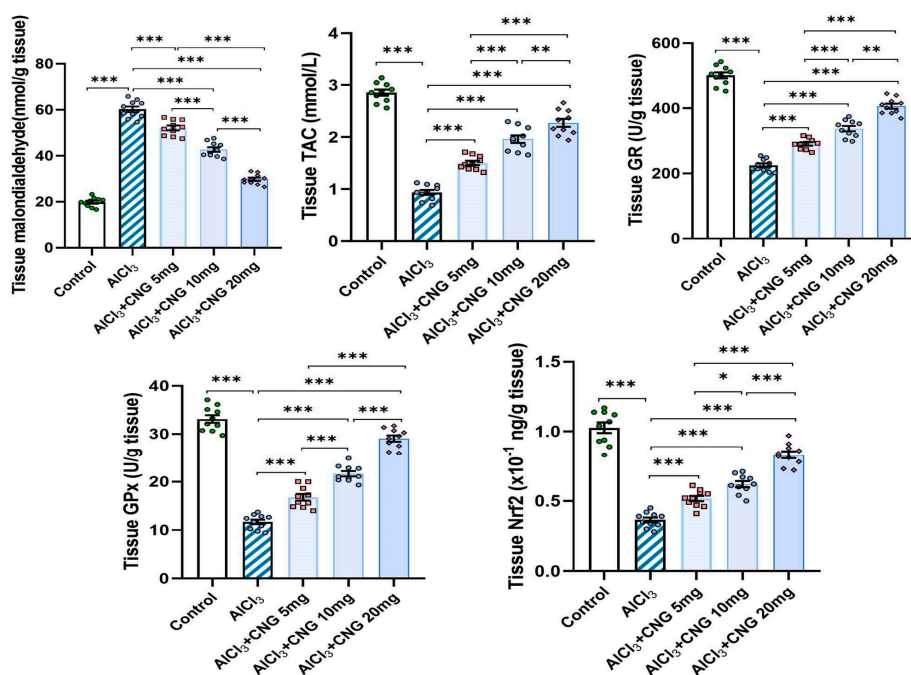 Tissue malondialdehyde(nmol/g tissue)
80
60
40
20
0
*** ***
***
*** ***
***
***
Control
AlCl₃
AlCl₃+CNG 5mg
AlCl₃+CNG 10mg
AlCl₃+CNG 20mg
Tissue TAC (mmol/L)
4
3
2
1
0
***
*** *** **
***
***
***
Control
AlCl₃
AlCl₃+CNG 5mg
AlCl₃+CNG 10mg
AlCl₃+CNG 20mg
Tissue GR (U/g tissue)
600
400
200
0
***
*** *** **
***
***
***
Control
AlCl₃
AlCl₃+CNG 5mg
AlCl₃+CNG 10mg
AlCl₃+CNG 20mg
Tissue GPx (U/g tissue)
40
30
20
10
0
***
*** ***
*** ***
***
***
Control
AlCl₃
AlCl₃+CNG 5mg
AlCl₃+CNG 10mg
AlCl₃+CNG 20mg
Tissue Nrf2 (x10⁻¹ ng/g tissue)
1.5
1.0
0.5
0.0
***
*** * ***
***
***
***
Control
AlCl₃
AlCl₃+CNG 5mg
AlCl₃+CNG 10mg
AlCl₃+CNG 20mg